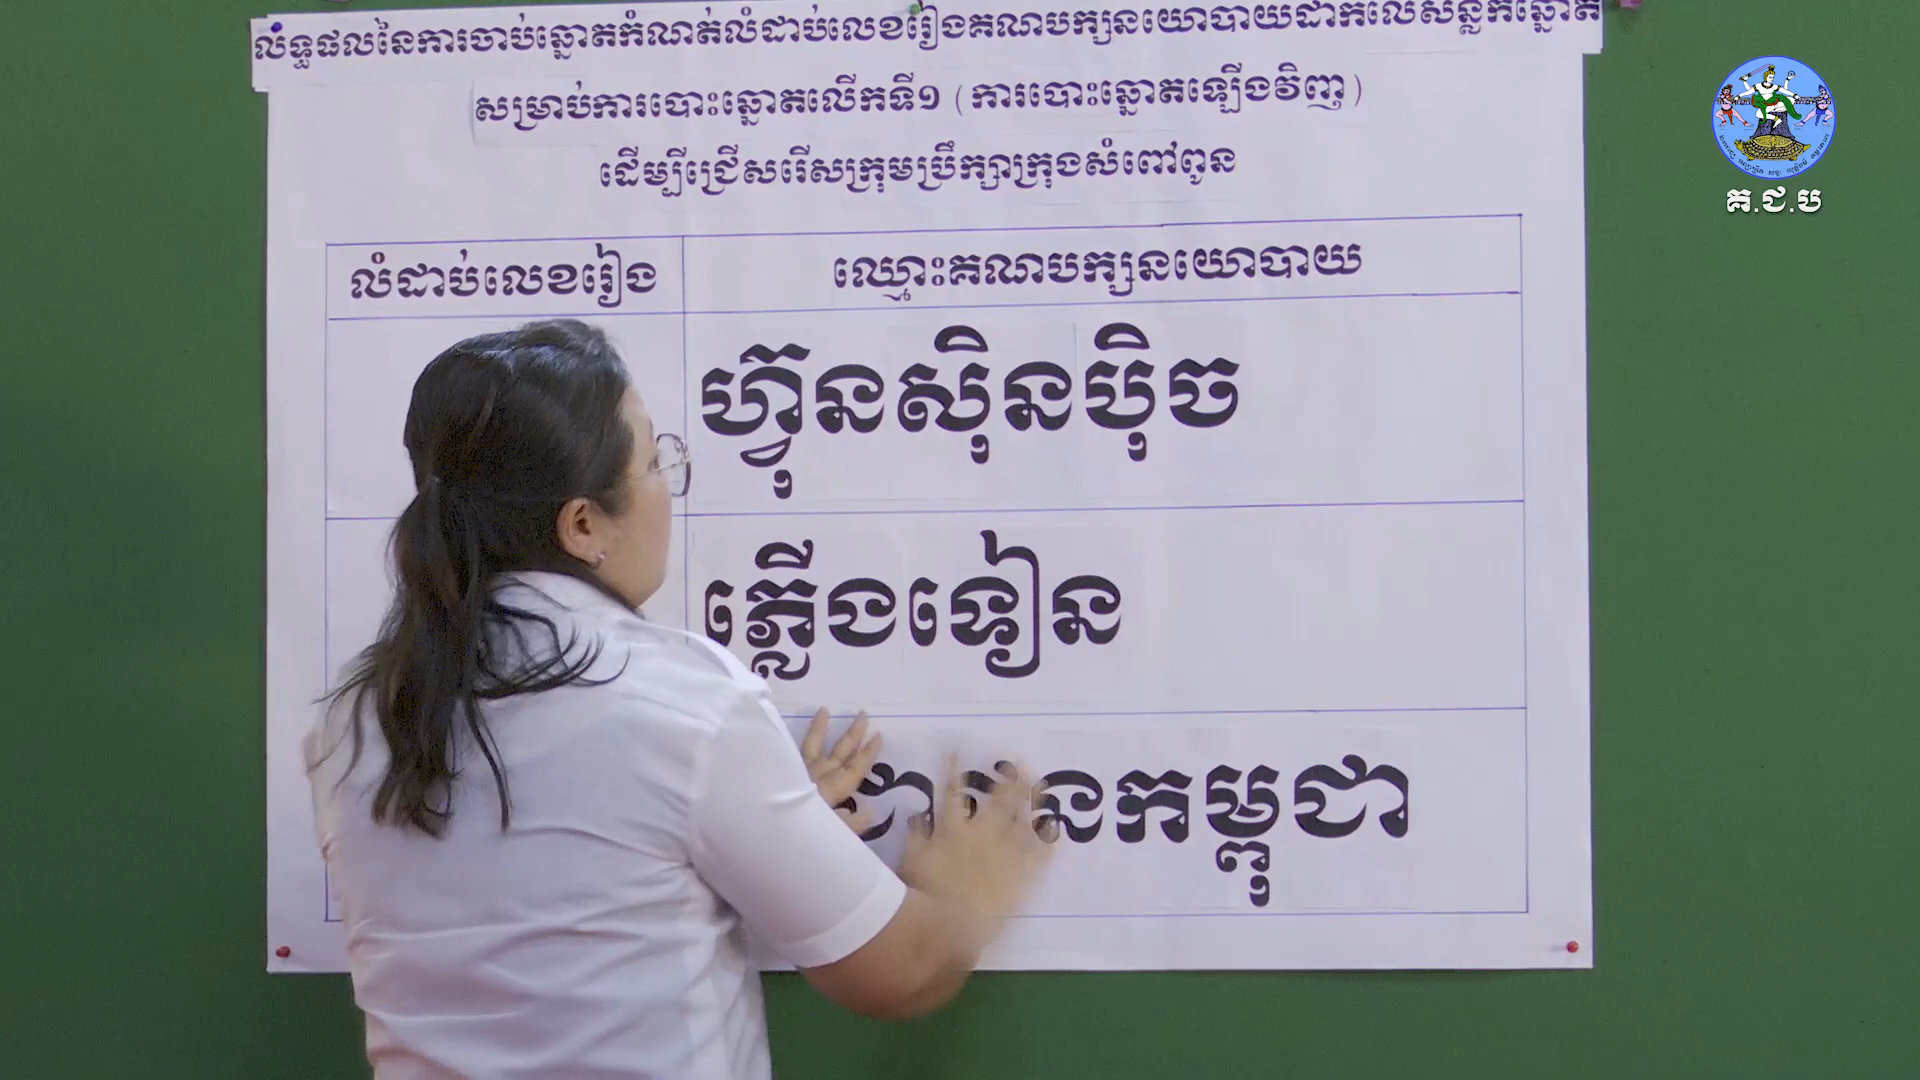 លទ្ធផលនៃការចាប់ឆ្នោតកំណត់លំដាប់លេខរៀងគណបក្សនយោបាយដាក់លើសន្លឹកឆ្នោត
សម្រាប់ការបោះឆ្នោតលើកទី១ (ការបោះឆ្នោតឡើងវិញ)
ដើម្បីជ្រើសរើសក្រុមប្រឹក្សាក្រុងសំពៅពូន
គ.ជ.ប
លំដាប់លេខរៀង ឈ្មោះគណបក្សនយោបាយ
ហ្វ៊ុនស៊ិនប៉ិច
ភ្លើងទៀន
កម្ពុជា